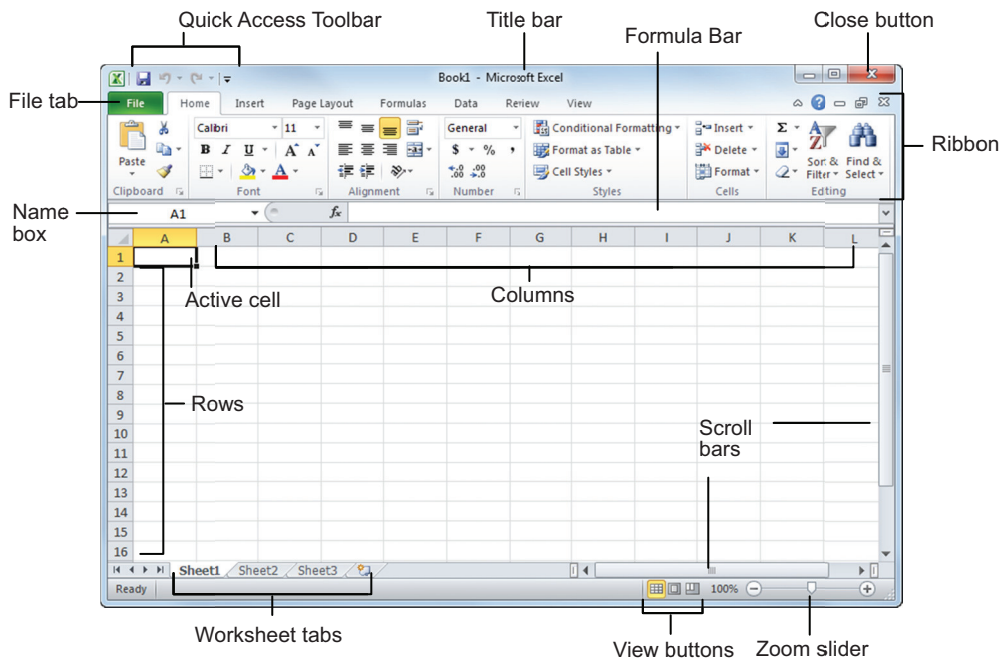 Quick Access Toolbar
Title bar
Formula Bar
Close button
Book1 - Microsoft Excel
File tab
File Home Insert Page Layout Formulas Data Review View
Ribbon
Calibri 11 General Conditional Formatting Insert Σ
Paste B I U A A $ % , Format as Table Delete Sort & Filter Find & Select
A .00 .0 Cell Styles Format
Clipboard Font Alignment Number Styles Cells Editing
Name box
A1 fx
A B C D E F G H I J K L
1
2
Active cell
Columns
3
4
5
6
7
8
Rows
9
10
Scroll bars
11
12
13
14
15
16
Sheet1 Sheet2 Sheet3
Ready 100%
Worksheet tabs
View buttons
Zoom slider